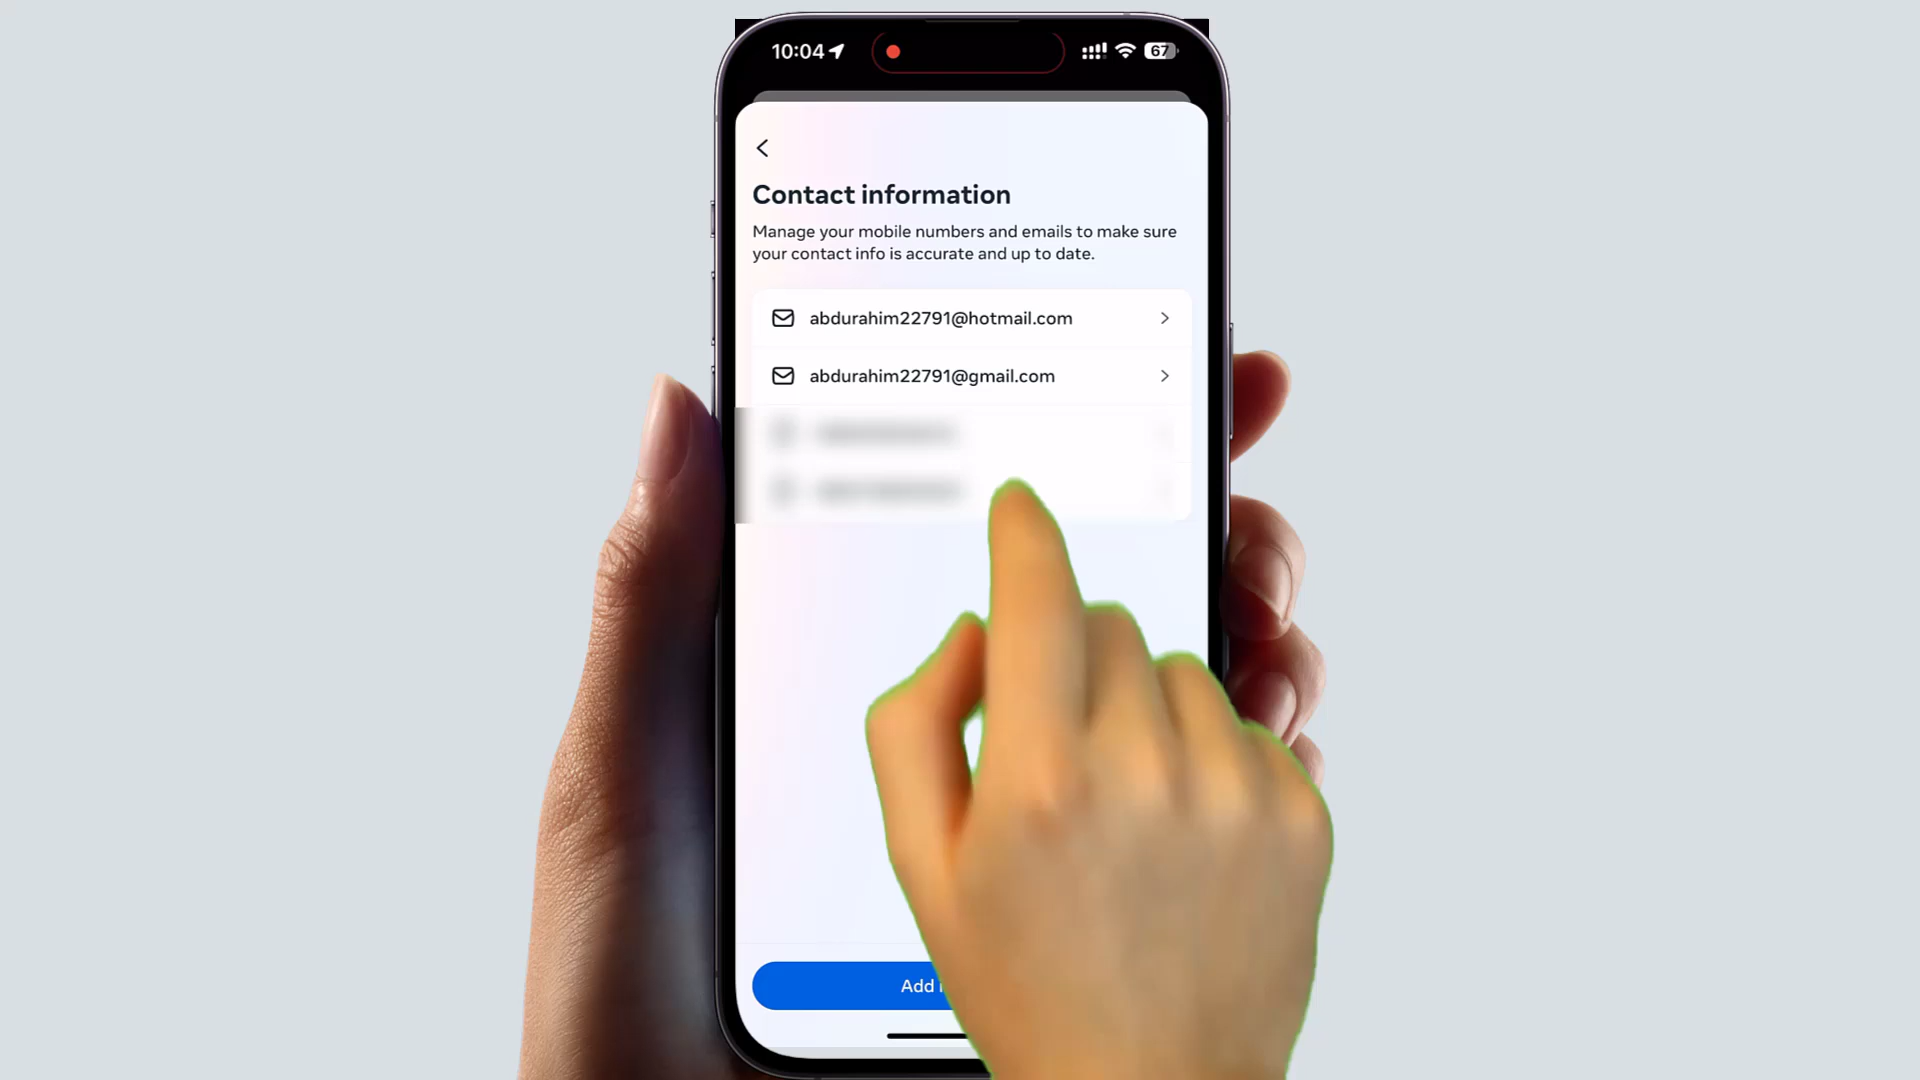 10:04
67
Contact information
Manage your mobile numbers and emails to make sure
your contact info is accurate and up to date.
abdurahim22791@hotmail.com
abdurahim22791@gmail.com
Add